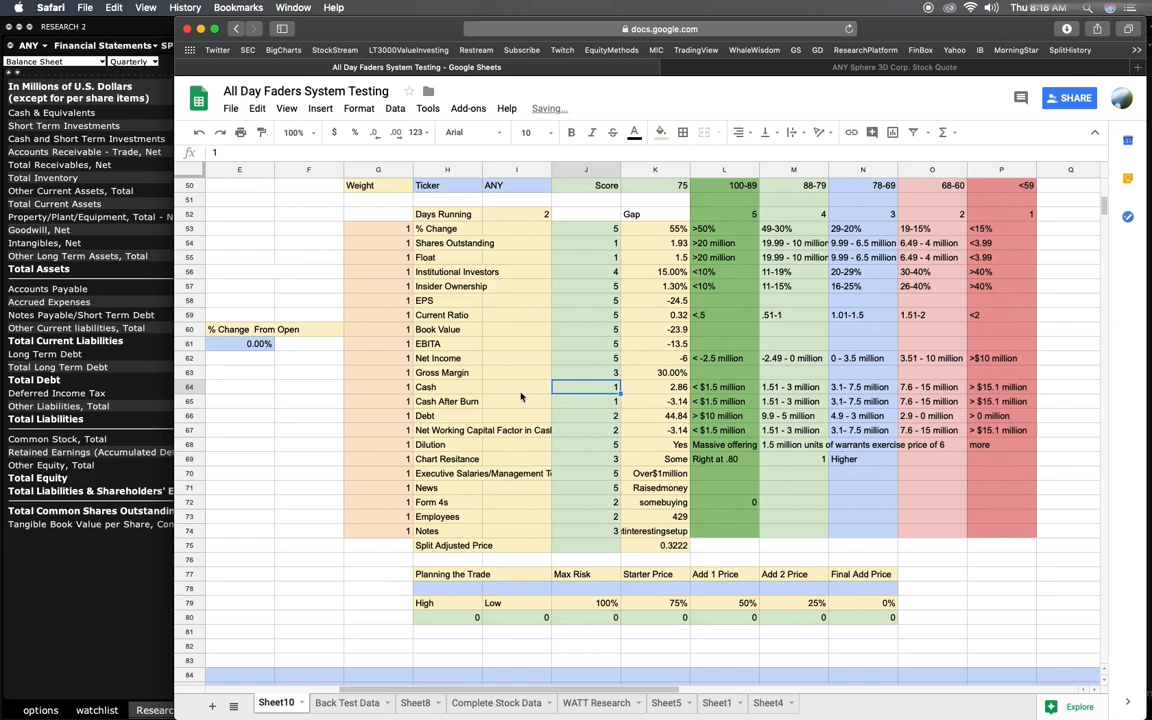 Safari File Edit View History Bookmarks Window Help Thu 8:18 AM
RESEARCH 2
ANY Financial Statements SP
Balance Sheet Quarterly
In Millions of U.S. Dollars
(except for per share items)
Cash & Equivalents
Short Term Investments
Cash and Short Term Investments
Accounts Receivable - Trade, Net
Total Receivables, Net
Total Inventory
Other Current Assets, Total
Total Current Assets
Property/Plant/Equipment, Total - N
Goodwill, Net
Intangibles, Net
Other Long Term Assets, Total
Total Assets
Accounts Payable
Accrued Expenses
Notes Payable/Short Term Debt
Other Current liabilities, Total
Total Current Liabilities
Long Term Debt
Total Long Term Debt
Total Debt
Deferred Income Tax
Other Liabilities, Total
Total Liabilities
Common Stock, Total
Retained Earnings (Accumulated De
Other Equity, Total
Total Equity
Total Liabilities & Shareholders' E
Total Common Shares Outstandin
Tangible Book Value per Share, Con
options watchlist Researc
docs.google.com
Twitter SEC BigCharts StockStream LT3000ValueInvesting Restream Subscribe Twitch EquityMethods MIC TradingView WhaleWisdom GS GD ResearchPlatform FinBox Yahoo IB MorningStar SplitHistory
All Day Faders System Testing - Google Sheets ANY Sphere 3D Corp. Stock Quote
All Day Faders System Testing
File Edit View Insert Format Data Tools Add-ons Help Saving...
SHARE
100% $ % .0 .00 123 Arial 10 B I S A
fx 1
E F G H I J K L M N O P Q
50 Weight Ticker ANY Score 75 100-89 88-79 78-69 68-60 <59
51
52 Days Running 2 Gap 5 4 3 2 1
53 1 % Change 5 55% >50% 49-30% 29-20% 19-15% <15%
54 1 Shares Outstanding 1 1.93 >20 million 19.99 - 10 million 9.99 - 6.5 million 6.49 - 4 million <3.99
55 1 Float 1 1.5 >20 million 19.99 - 10 million 9.99 - 6.5 million 6.49 - 4 million <3.99
56 1 Institutional Investors 4 15.00% <10% 11-19% 20-29% 30-40% >40%
57 1 Insider Ownership 5 1.30% <10% 11-15% 16-25% 26-40% >40%
58 1 EPS 5 -24.5
59 1 Current Ratio 5 0.32 <.5 .51-1 1.01-1.5 1.51-2 <2
60 % Change From Open 1 Book Value 5 -23.9
61 0.00% 1 EBITA 5 -13.5
62 1 Net Income 5 -6 < -2.5 million -2.49 - 0 million 0 - 3.5 million 3.51 - 10 million >$10 million
63 1 Gross Margin 3 30.00%
64 1 Cash 1 2.86 < $1.5 million 1.51 - 3 million 3.1- 7.5 million 7.6 - 15 million > $15.1 million
65 1 Cash After Burn 1 -3.14 < $1.5 million 1.51 - 3 million 3.1- 7.5 million 7.6 - 15 million > $15.1 million
66 1 Debt 2 44.84 > $10 million 9.9 - 5 million 4.9 - 3 million 2.9 - 0 million > 0 million
67 1 Net Working Capital Factor in Cash 2 -3.14 < $1.5 million 1.51 - 3 million 3.1- 7.5 million 7.6 - 15 million > $15.1 million
68 1 Dilution 5 Yes Massive offering 1.5 million units of warrants exercise price of 6 more
69 1 Chart Resitance 3 Some Right at .80 1 Higher
70 1 Executive Salaries/Management T 5 Over$1million
71 1 News 5 Raisedmoney
72 1 Form 4s 2 somebuying 0
73 1 Employees 2 429
74 1 Notes 3 tinterestingsetup
75 Split Adjusted Price 0.3222
76
77 Planning the Trade Max Risk Starter Price Add 1 Price Add 2 Price Final Add Price
78
79 High Low 100% 75% 50% 25% 0%
80 0 0 0 0 0 0 0
81
82
83
84
Sheet10 Back Test Data Sheet8 Complete Stock Data WATT Research Sheet5 Sheet1 Sheet4 Explore